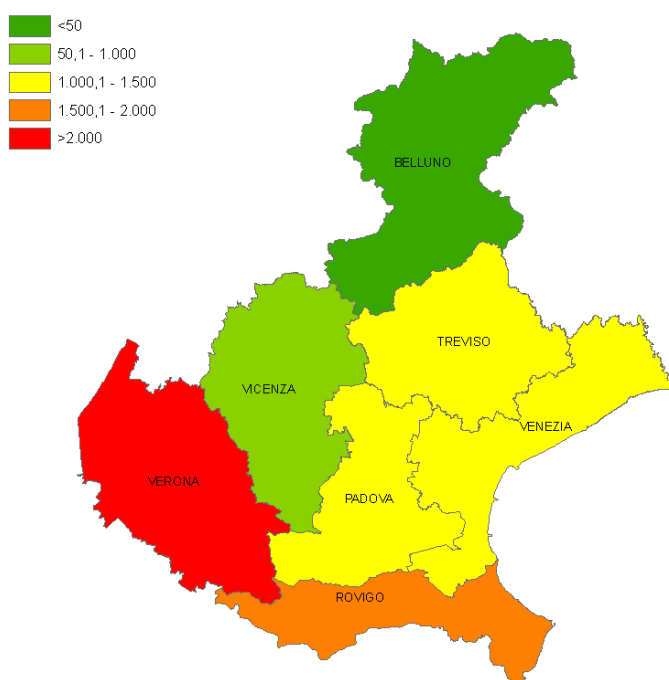 <50
50,1 - 1.000
1.000,1 - 1.500
1.500,1 - 2.000
>2.000
BELLUNO
TREVISO
VICENZA
VENEZIA
VERONA
PADOVA
ROVIGO